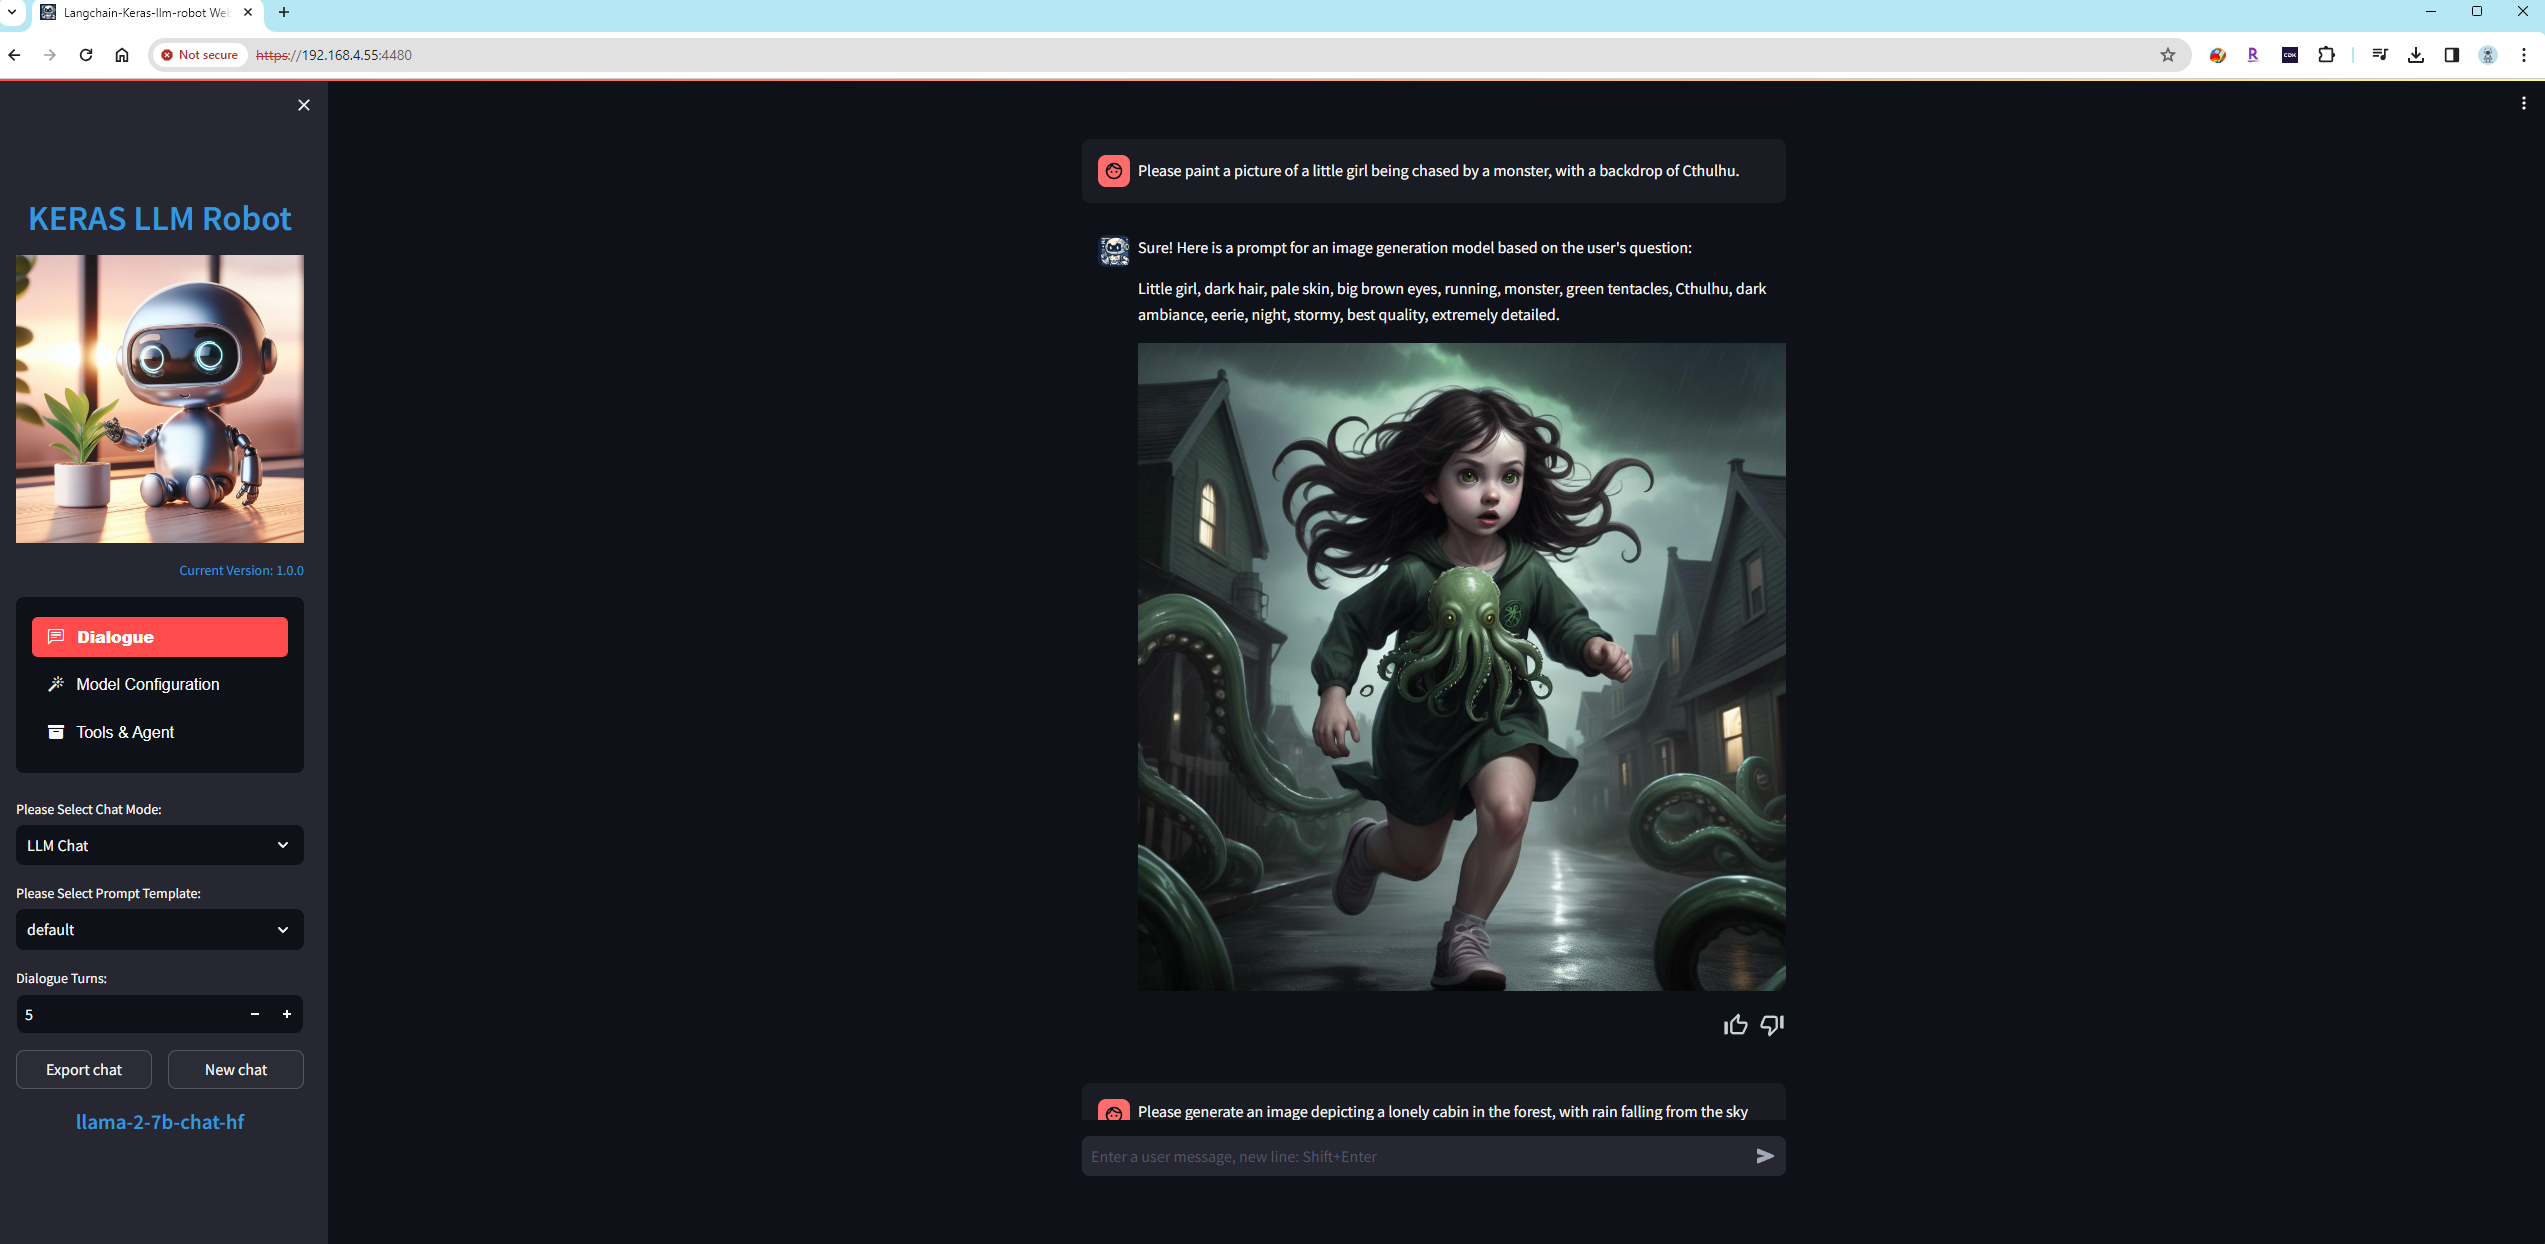 Langchain-Keras-llm-robot Web
Not secure
https://192.168.4.55:4480
KERAS LLM Robot
Current Version: 1.0.0
Dialogue
Model Configuration
Tools & Agent
Please Select Chat Mode:
LLM Chat
Please Select Prompt Template:
default
Dialogue Turns:
5
Export chat
New chat
llama-2-7b-chat-hf
Please paint a picture of a little girl being chased by a monster, with a backdrop of Cthulhu.
Sure! Here is a prompt for an image generation model based on the user's question:
Little girl, dark hair, pale skin, big brown eyes, running, monster, green tentacles, Cthulhu, dark
ambiance, eerie, night, stormy, best quality, extremely detailed.
Please generate an image depicting a lonely cabin in the forest, with rain falling from the sky
Enter a user message, new line: Shift+Enter